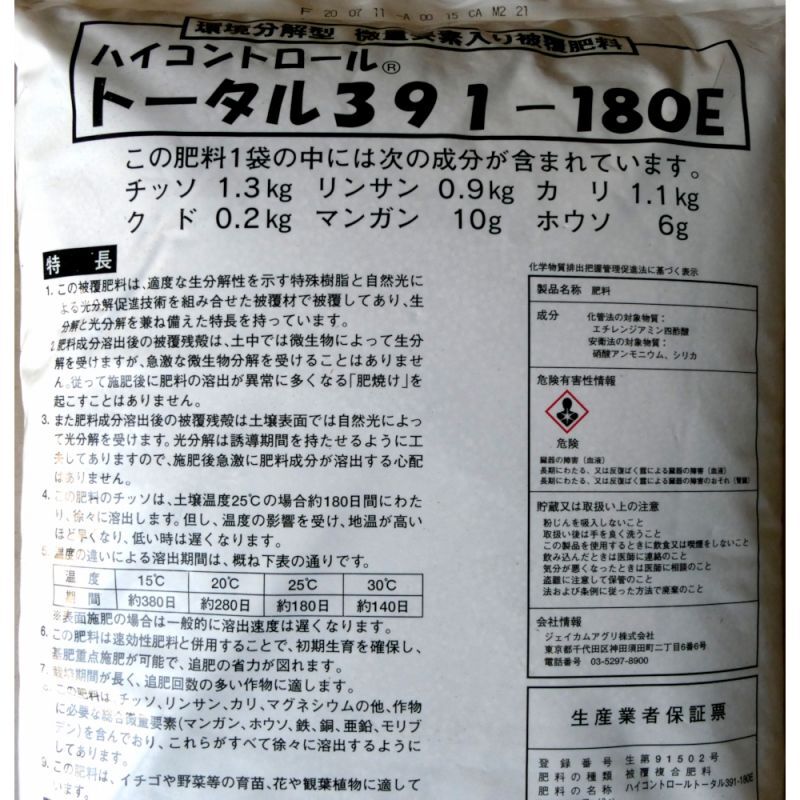 F 20 07 11 -A 00 15 CA M2 21
環境分解型 微量要素入り被覆肥料
ハイコントロール®
トータル391-180E
この肥料1袋の中には次の成分が含まれています。
チッソ 1.3kg リンサン 0.9kg カ リ 1.1kg
ク ド 0.2kg マンガン 10g ホウソ 6g
特 長
1. この被覆肥料は、適度な生分解性を示す特殊樹脂と自然光に
よる光分解促進技術を組み合せた被覆材で被覆してあり、生
分解と光分解を兼ね備えた特長を持っています。
2. 肥料成分溶出後の被覆残殻は、土中では微生物によって生分
解を受けますが、急激な微生物分解を受けることはありませ
ん。従って施肥後に肥料の溶出が異常に多くなる「肥焼け」を
起こすことはありません。
3. また肥料成分溶出後の被覆残殻は土壌表面では自然光によっ
て光分解を受けます。光分解は誘導期間を持たせるように工
夫してありますので、施肥後急激に肥料成分が溶出する心配
はありません。
4. この肥料のチッソは、土壌温度25℃の場合約180日間にわた
り、徐々に溶出します。但し、温度の影響を受け、地温が高い
ほど早くなり、低い時は遅くなります。
5. 温度の違いによる溶出期間は、概ね下表の通りです。
温 度 15℃ 20℃ 25℃ 30℃
期 間 約380日 約280日 約180日 約140日
※表面施肥の場合は一般的に溶出速度は遅くなります。
6. この肥料は速効性肥料と併用することで、初期生育を確保し、
基肥重点施肥が可能で、追肥の省力が図れます。
7. 栽培期間が長く、追肥回数の多い作物に適します。
8. この肥料は、チッソ、リンサン、カリ、マグネシウムの他、作物
に必要な総合微量要素(マンガン、ホウソ、鉄、銅、亜鉛、モリブ
デン)を含んでおり、これらがすべて徐々に溶出するように
してあります。
9. この肥料は、イチゴや野菜等の育苗、花や観葉植物に適して
います。
化学物質排出把握管理促進法に基づく表示
製品名称 肥料
成分 化管法の対象物質:
エチレンジアミン四酢酸
安衛法の対象物質:
硝酸アンモニウム、シリカ
危険有害性情報
危険
臓器の障害(血液)
長期にわたる、又は反復ばく露による臓器の障害(血液)
長期にわたる、又は反復ばく露による臓器の障害のおそれ(腎臓)
貯蔵又は取扱い上の注意
粉じんを吸入しないこと
取扱い後は手を良く洗うこと
この製品を使用するときに飲食又は喫煙をしないこと
飲み込んだときは医師に連絡のこと
気分が悪くなったときは医師に相談のこと
盗難に注意して保管のこと
法および条例に従った方法で廃棄のこと
会社情報
ジェイカムアグリ株式会社
東京都千代田区神田須田町二丁目6番6号
電話番号 03-5297-8900
生産業者保証票
登録番号 生第91502号
肥料の種類 被覆複合肥料
肥料の名称 ハイコントロールトータル391-180E